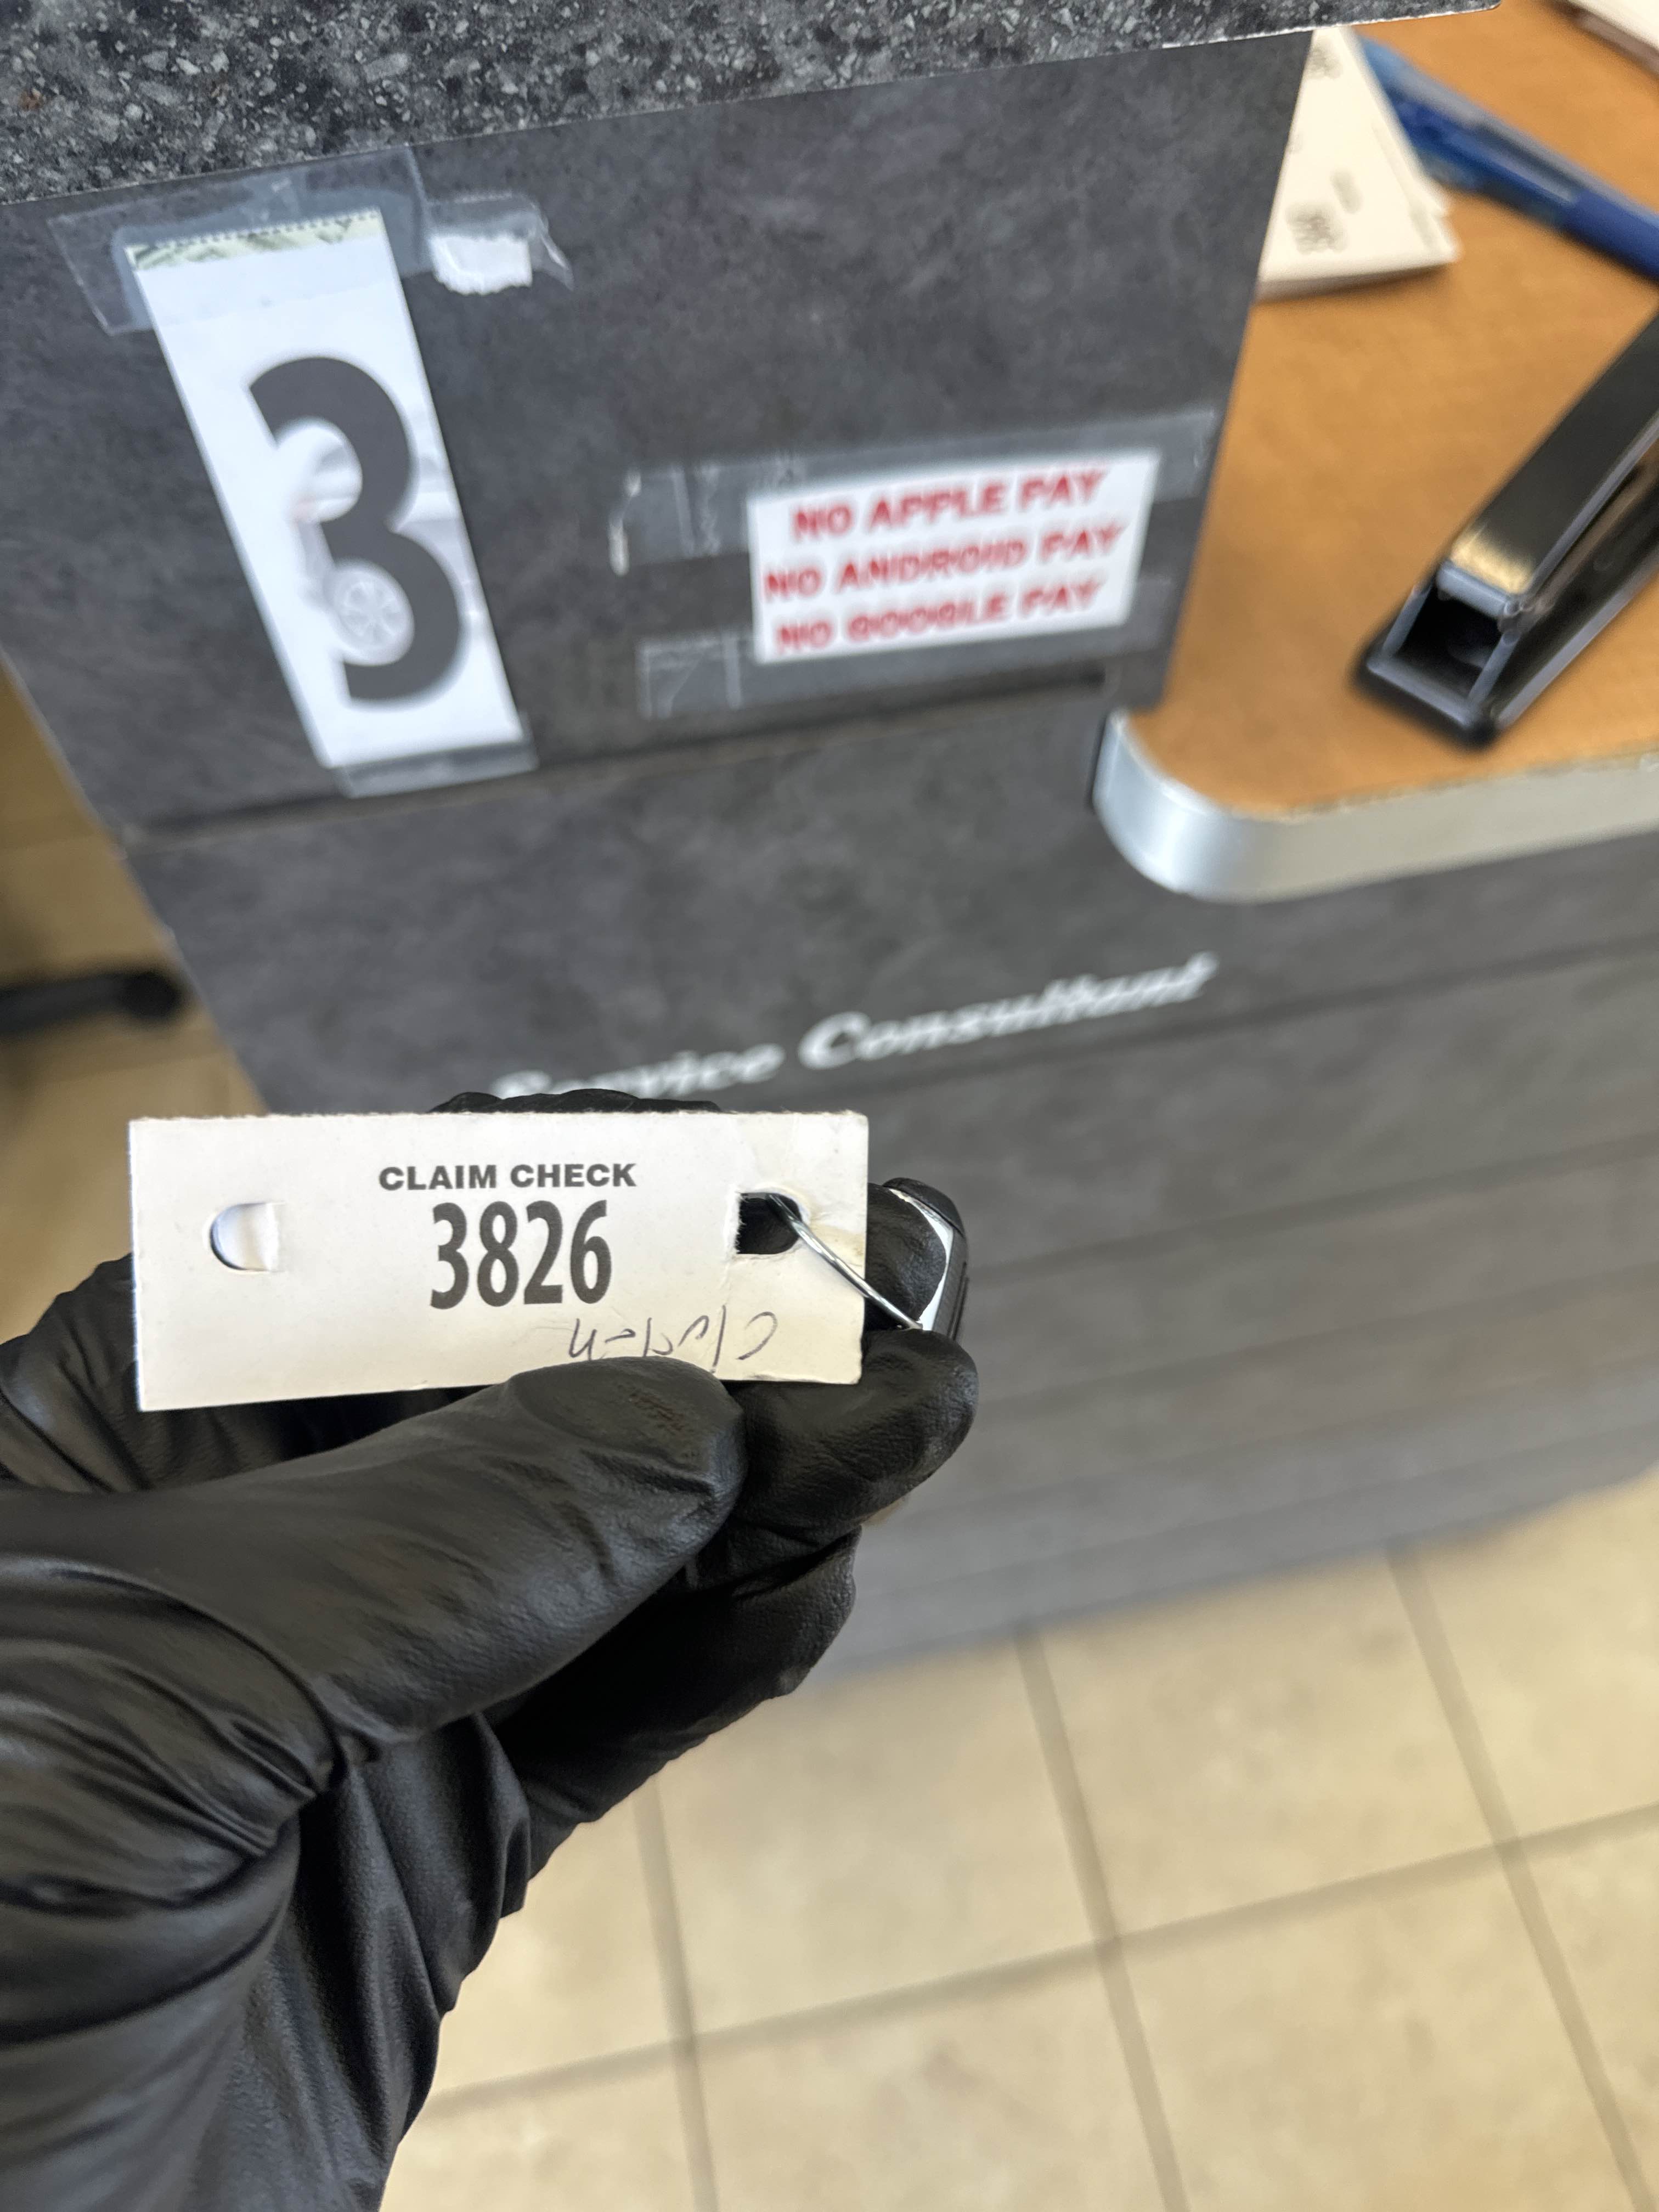 3
NO APPLE PAY
NO ANDROID PAY
NO GOOGLE PAY
Service Consultant
CLAIM CHECK
3826